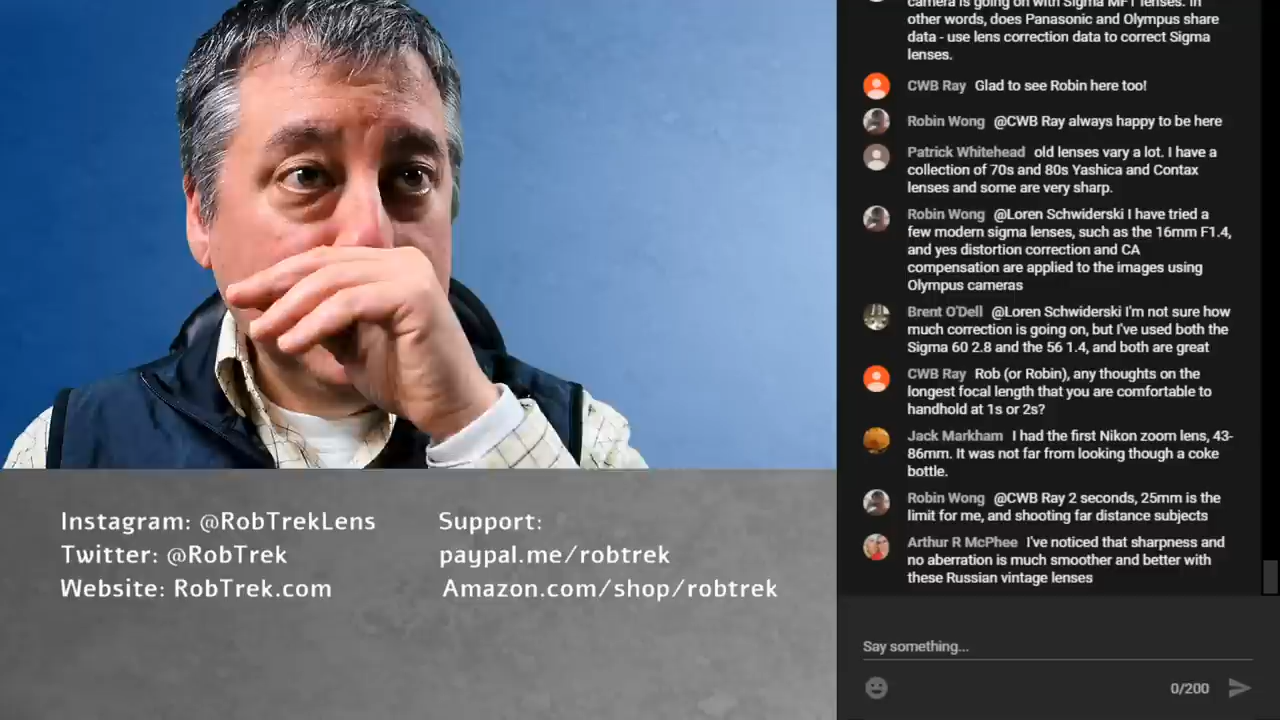 Instagram: @RobTrekLens
Twitter: @RobTrek
Website: RobTrek.com
Support:
paypal.me/robtrek
Amazon.com/shop/robtrek
camera is going on with Sigma MFT lenses. In
other words, does Panasonic and Olympus share
data - use lens correction data to correct Sigma
lenses.
CWB Ray Glad to see Robin here too!
Robin Wong @CWB Ray always happy to be here
Patrick Whitehead old lenses vary a lot. I have a
collection of 70s and 80s Yashica and Contax
lenses and some are very sharp.
Robin Wong @Loren Schwiderski I have tried a
few modern sigma lenses, such as the 16mm F1.4,
and yes distortion correction and CA
compensation are applied to the images using
Olympus cameras
Brent O'Dell @Loren Schwiderski I'm not sure how
much correction is going on, but I've used both the
Sigma 60 2.8 and the 56 1.4, and both are great
CWB Ray Rob (or Robin), any thoughts on the
longest focal length that you are comfortable to
handhold at 1s or 2s?
Jack Markham I had the first Nikon zoom lens, 43-
86mm. It was not far from looking though a coke
bottle.
Robin Wong @CWB Ray 2 seconds, 25mm is the
limit for me, and shooting far distance subjects
Arthur R McPhee I've noticed that sharpness and
no aberration is much smoother and better with
these Russian vintage lenses
Say something...
0/200